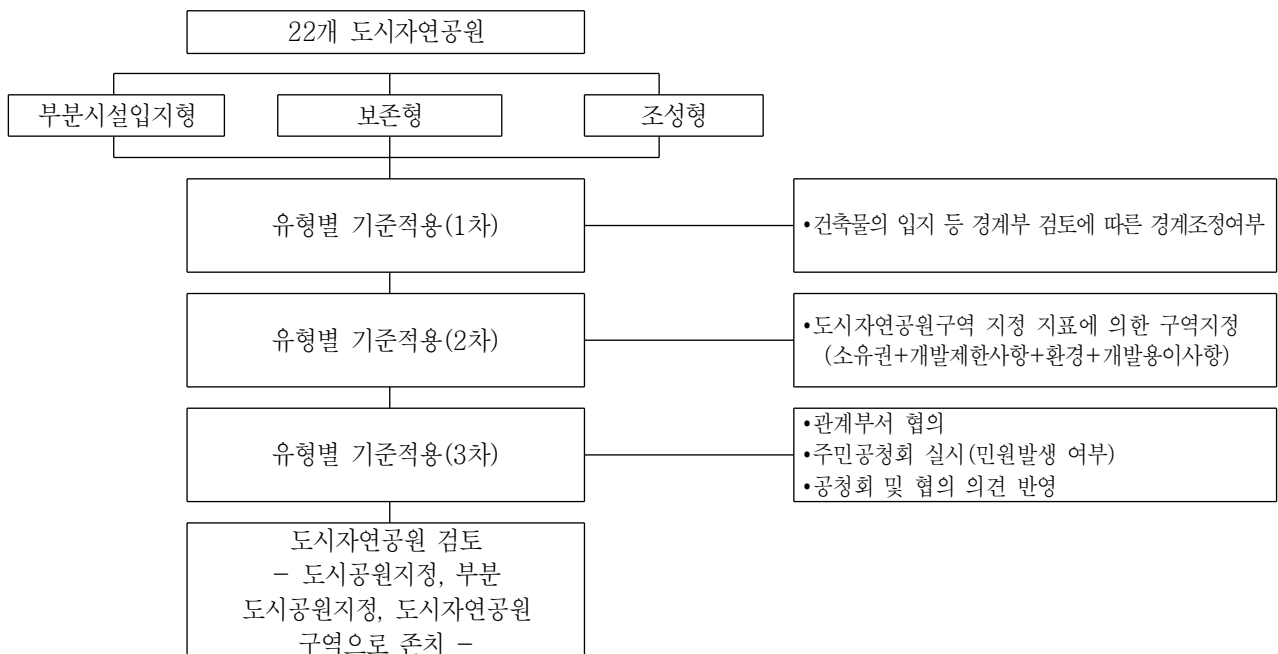 22개 도시자연공원
부분시설입지형
보존형
조성형
유형별 기준적용(1차)
•건축물의 입지 등 경계부 검토에 따른 경계조정여부
유형별 기준적용(2차)
•도시자연공원구역 지정 지표에 의한 구역지정
(소유권+개발제한사항+환경+개발용이사항)
유형별 기준적용(3차)
•관계부서 협의
•주민공청회 실시(민원발생 여부)
•공청회 및 협의 의견 반영
도시자연공원 검토
- 도시공원지정, 부분
도시공원지정, 도시자연공원
구역으로 존치 -